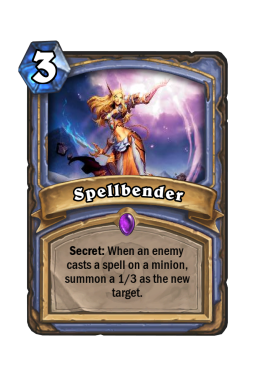 3
Spellbender
Secret: When an enemy
casts a spell on a minion,
summon a 1/3 as the new
target.